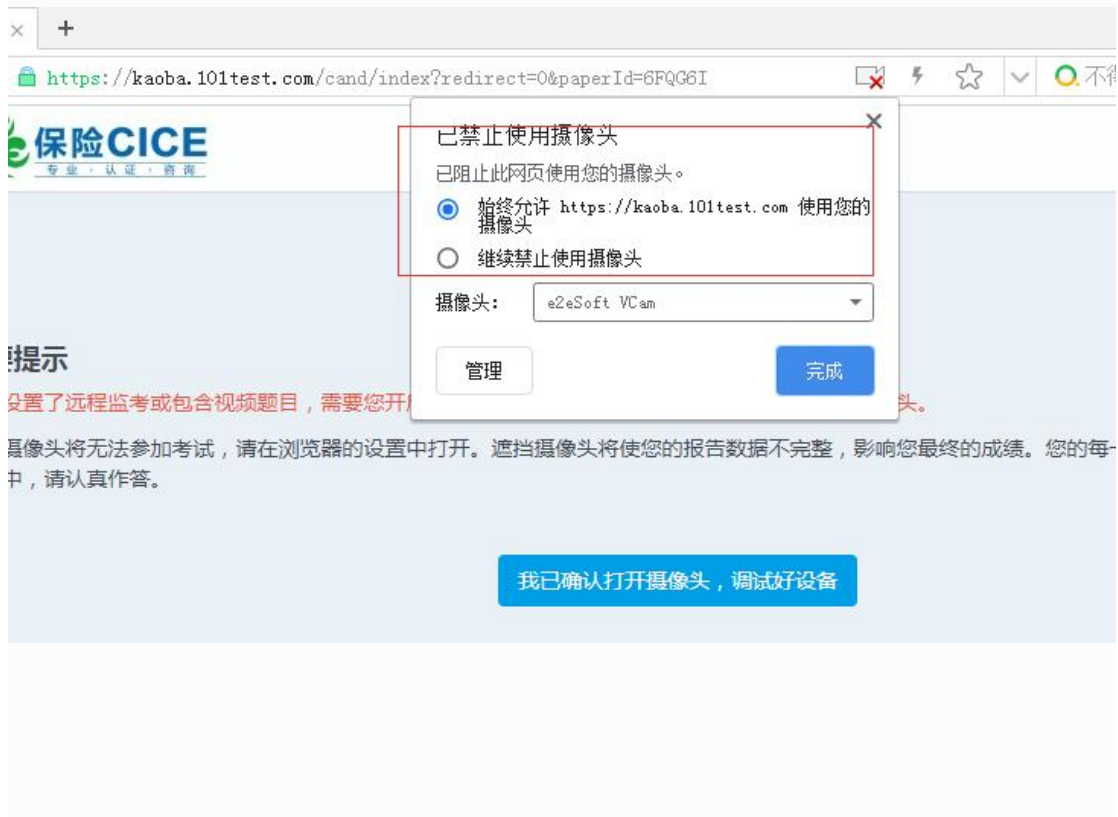 https://kaoba.101test.com/cand/index?redirect=0&paperId=6FQG6I
保险CICE
专业 认证 咨询
已禁止使用摄像头
已阻止此网页使用您的摄像头。
始终允许 https://kaoba.101test.com 使用您的
摄像头
继续禁止使用摄像头
摄像头:
e2eSoft VCam
管理
完成
提示
设置了远程监考或包含视频题目，需要您开
头。
摄像头将无法参加考试，请在浏览器的设置中打开。遮挡摄像头将使您的报告数据不完整，影响您最终的成绩。您的每一
中，请认真作答。
我已确认打开摄像头，调试好设备